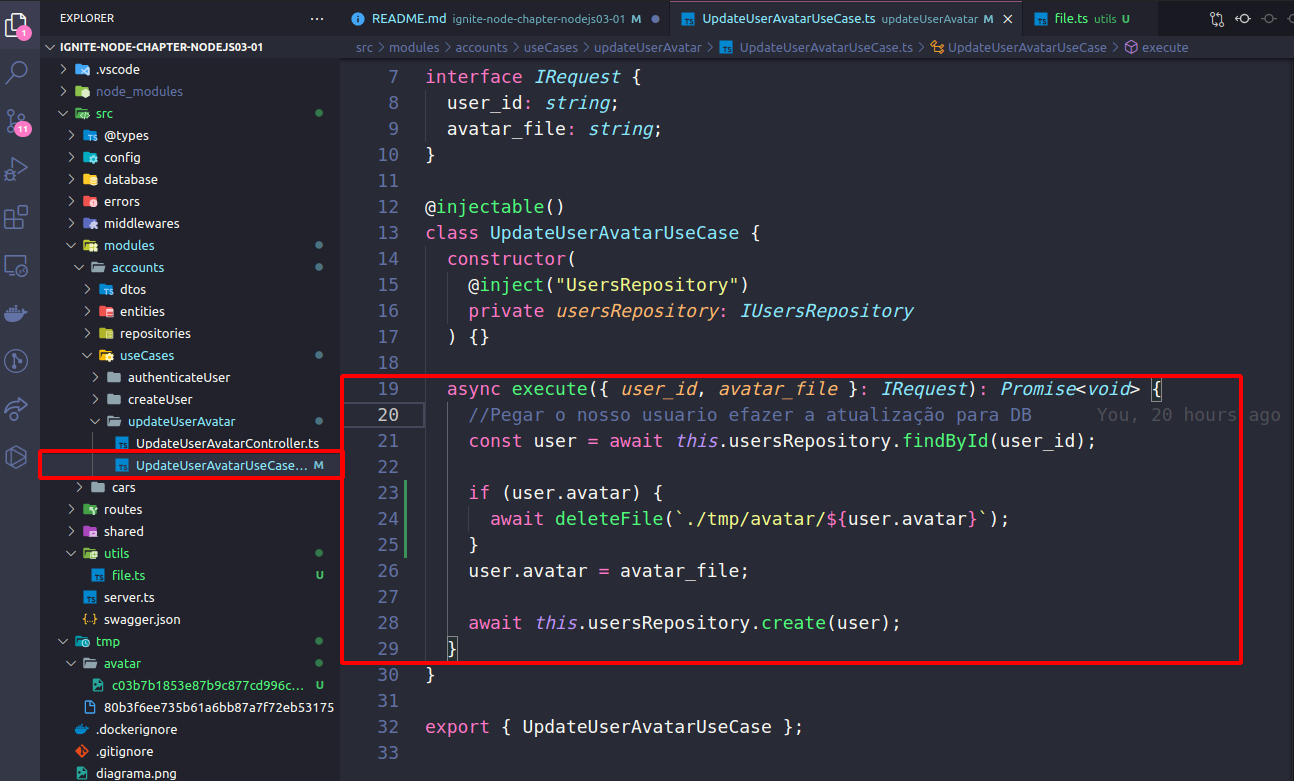 EXPLORER
README.md ignite-node-chapter-nodejs03-01 M
UpdateUserAvatarUseCase.ts updateUserAvatar M
file.ts utils U
1
11
IGNITE-NODE-CHAPTER-NODEJS03-01
src > modules > accounts > useCases > updateUserAvatar > UpdateUserAvatarUseCase.ts > UpdateUserAvatarUseCase > execute
.vscode
node_modules
src
@types
config
database
errors
middlewares
modules
accounts
dtos
entities
repositories
useCases
authenticateUser
createUser
updateUserAvatar
UpdateUserAvatarController.ts
UpdateUserAvatarUseCase... M
cars
routes
shared
utils
file.ts U
server.ts
swagger.json
tmp
avatar
c03b7b1853e87b9c877cd996c... U
80b3f6ee735b61a6bb87a7f72eb53175
.dockerignore
.gitignore
diagrama.png
7 interface IRequest {
8 user_id: string;
9 avatar_file: string;
10 }
11
12 @injectable()
13 class UpdateUserAvatarUseCase {
14 constructor(
15 @inject("UsersRepository")
16 private usersRepository: IUsersRepository
17 ) {}
18
19 async execute({ user_id, avatar_file }: IRequest): Promise<void> {
20 //Pegar o nosso usuario efazer a atualização para DB You, 20 hours ago
21 const user = await this.usersRepository.findById(user_id);
22
23 if (user.avatar) {
24 await deleteFile(`./tmp/avatar/${user.avatar}`);
25 }
26 user.avatar = avatar_file;
27
28 await this.usersRepository.create(user);
29 }
30 }
31
32 export { UpdateUserAvatarUseCase };
33